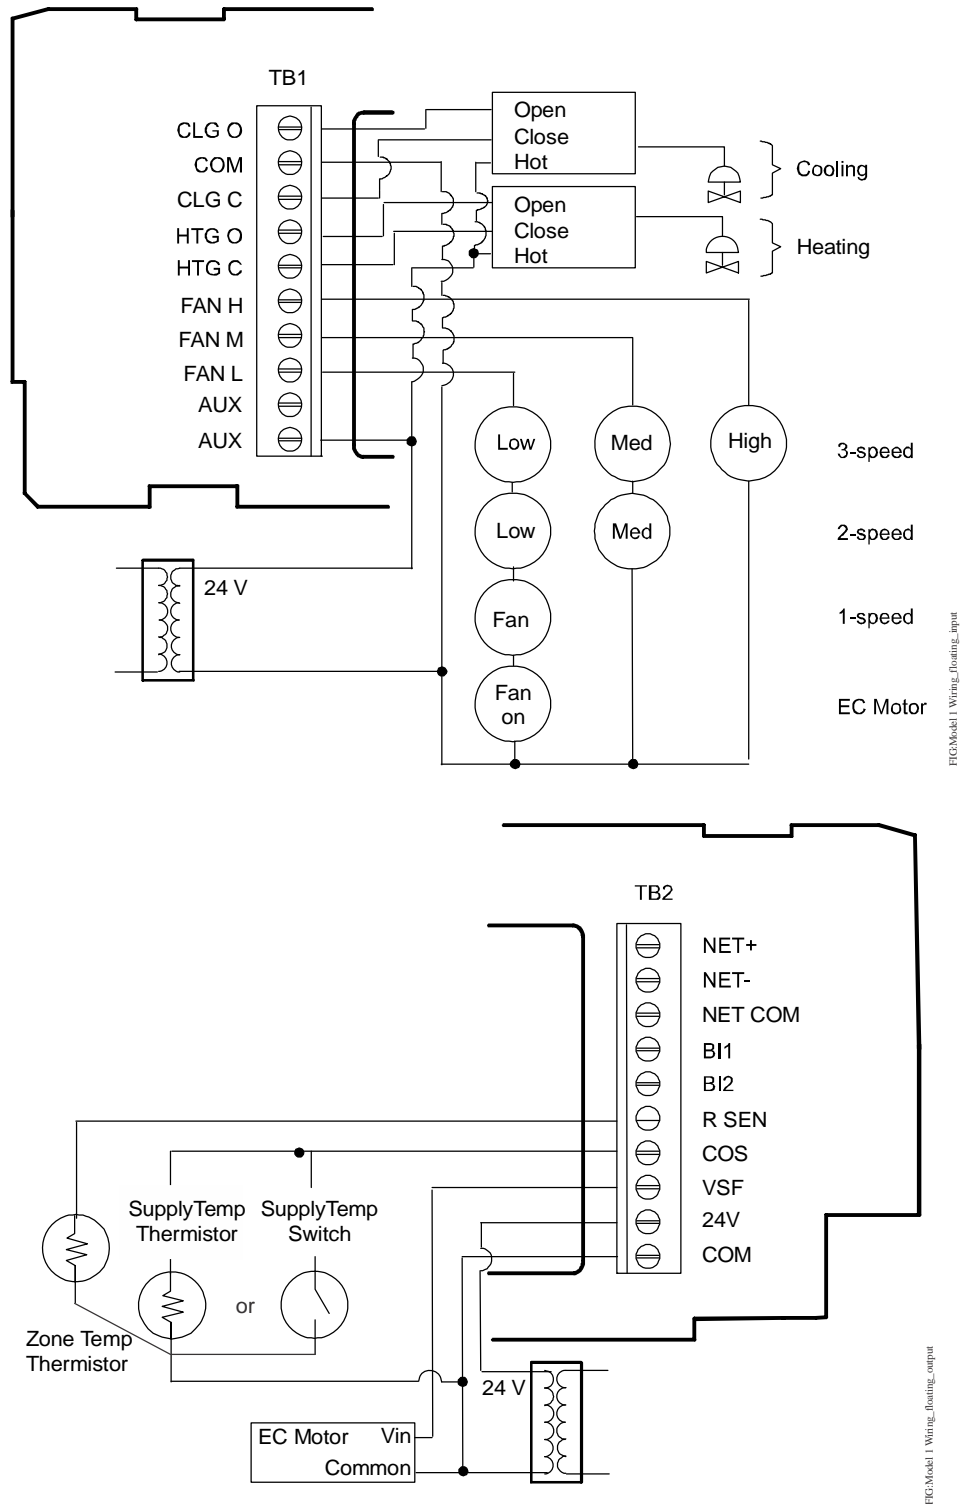 TB1
CLG O
COM
CLG C
HTG O
HTG C
FAN H
FAN M
FAN L
AUX
AUX
Open
Close
Hot
Cooling
Open
Close
Hot
Heating
Low
Med
High
3-speed
Low
Med
2-speed
Fan
1-speed
Fan
on
EC Motor
24 V
FIG:Model 1 Wiring_floating_input
TB2
NET+
NET-
NET COM
BI1
BI2
R SEN
COS
VSF
24V
COM
SupplyTemp
Thermistor
SupplyTemp
Switch
or
Zone Temp
Thermistor
24 V
EC Motor Vin
Common
FIG:Model 1 Wiring_floating_output